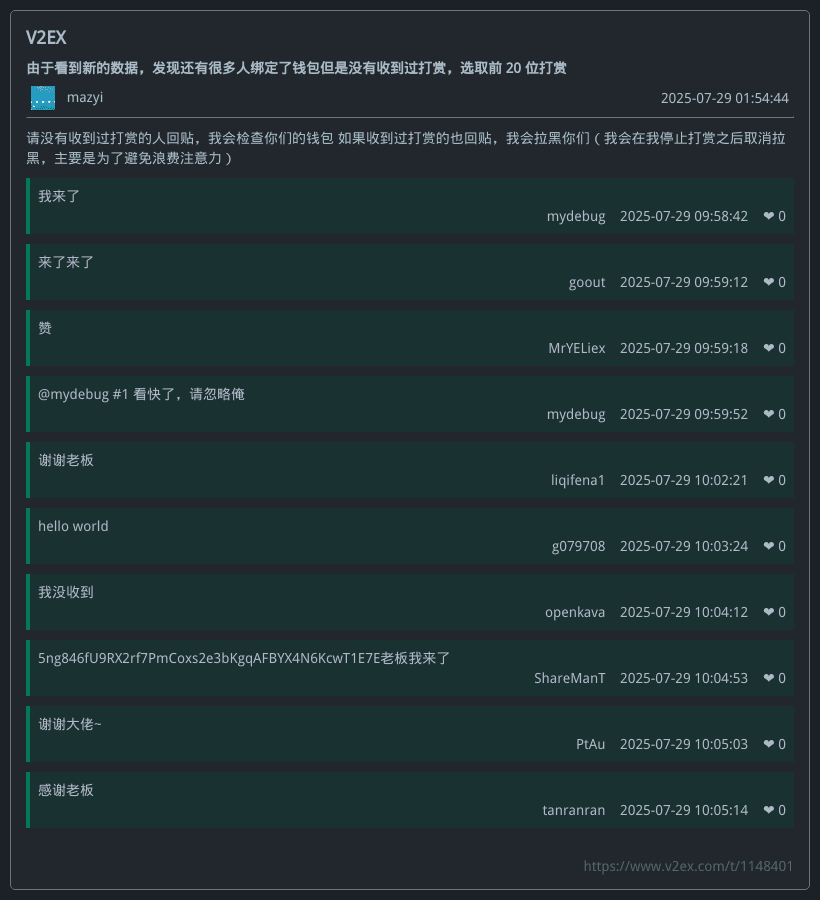 V2EX
由于看到新的数据，发现还有很多人绑定了钱包但是没有收到过打赏，选取前 20 位打赏
mazyi 2025-07-29 01:54:44
请没有收到过打赏的人回贴，我会检查你们的钱包 如果收到过打赏的也回贴，我会拉黑你们（我会在我停止打赏之后取消拉
黑，主要是为了避免浪费注意力）
我来了
mydebug 2025-07-29 09:58:42 ❤ 0
来了来了
goout 2025-07-29 09:59:12 ❤ 0
赞
MrYELiex 2025-07-29 09:59:18 ❤ 0
@mydebug #1 看快了，请忽略俺
mydebug 2025-07-29 09:59:52 ❤ 0
谢谢老板
liqifena1 2025-07-29 10:02:21 ❤ 0
hello world
g079708 2025-07-29 10:03:24 ❤ 0
我没收到
openkava 2025-07-29 10:04:12 ❤ 0
5ng846fU9RX2rf7PmCoxs2e3bKgqAFBYX4N6KcwT1E7E老板我来了
ShareManT 2025-07-29 10:04:53 ❤ 0
谢谢大佬~
PtAu 2025-07-29 10:05:03 ❤ 0
感谢老板
tanranran 2025-07-29 10:05:14 ❤ 0
https://www.v2ex.com/t/1148401